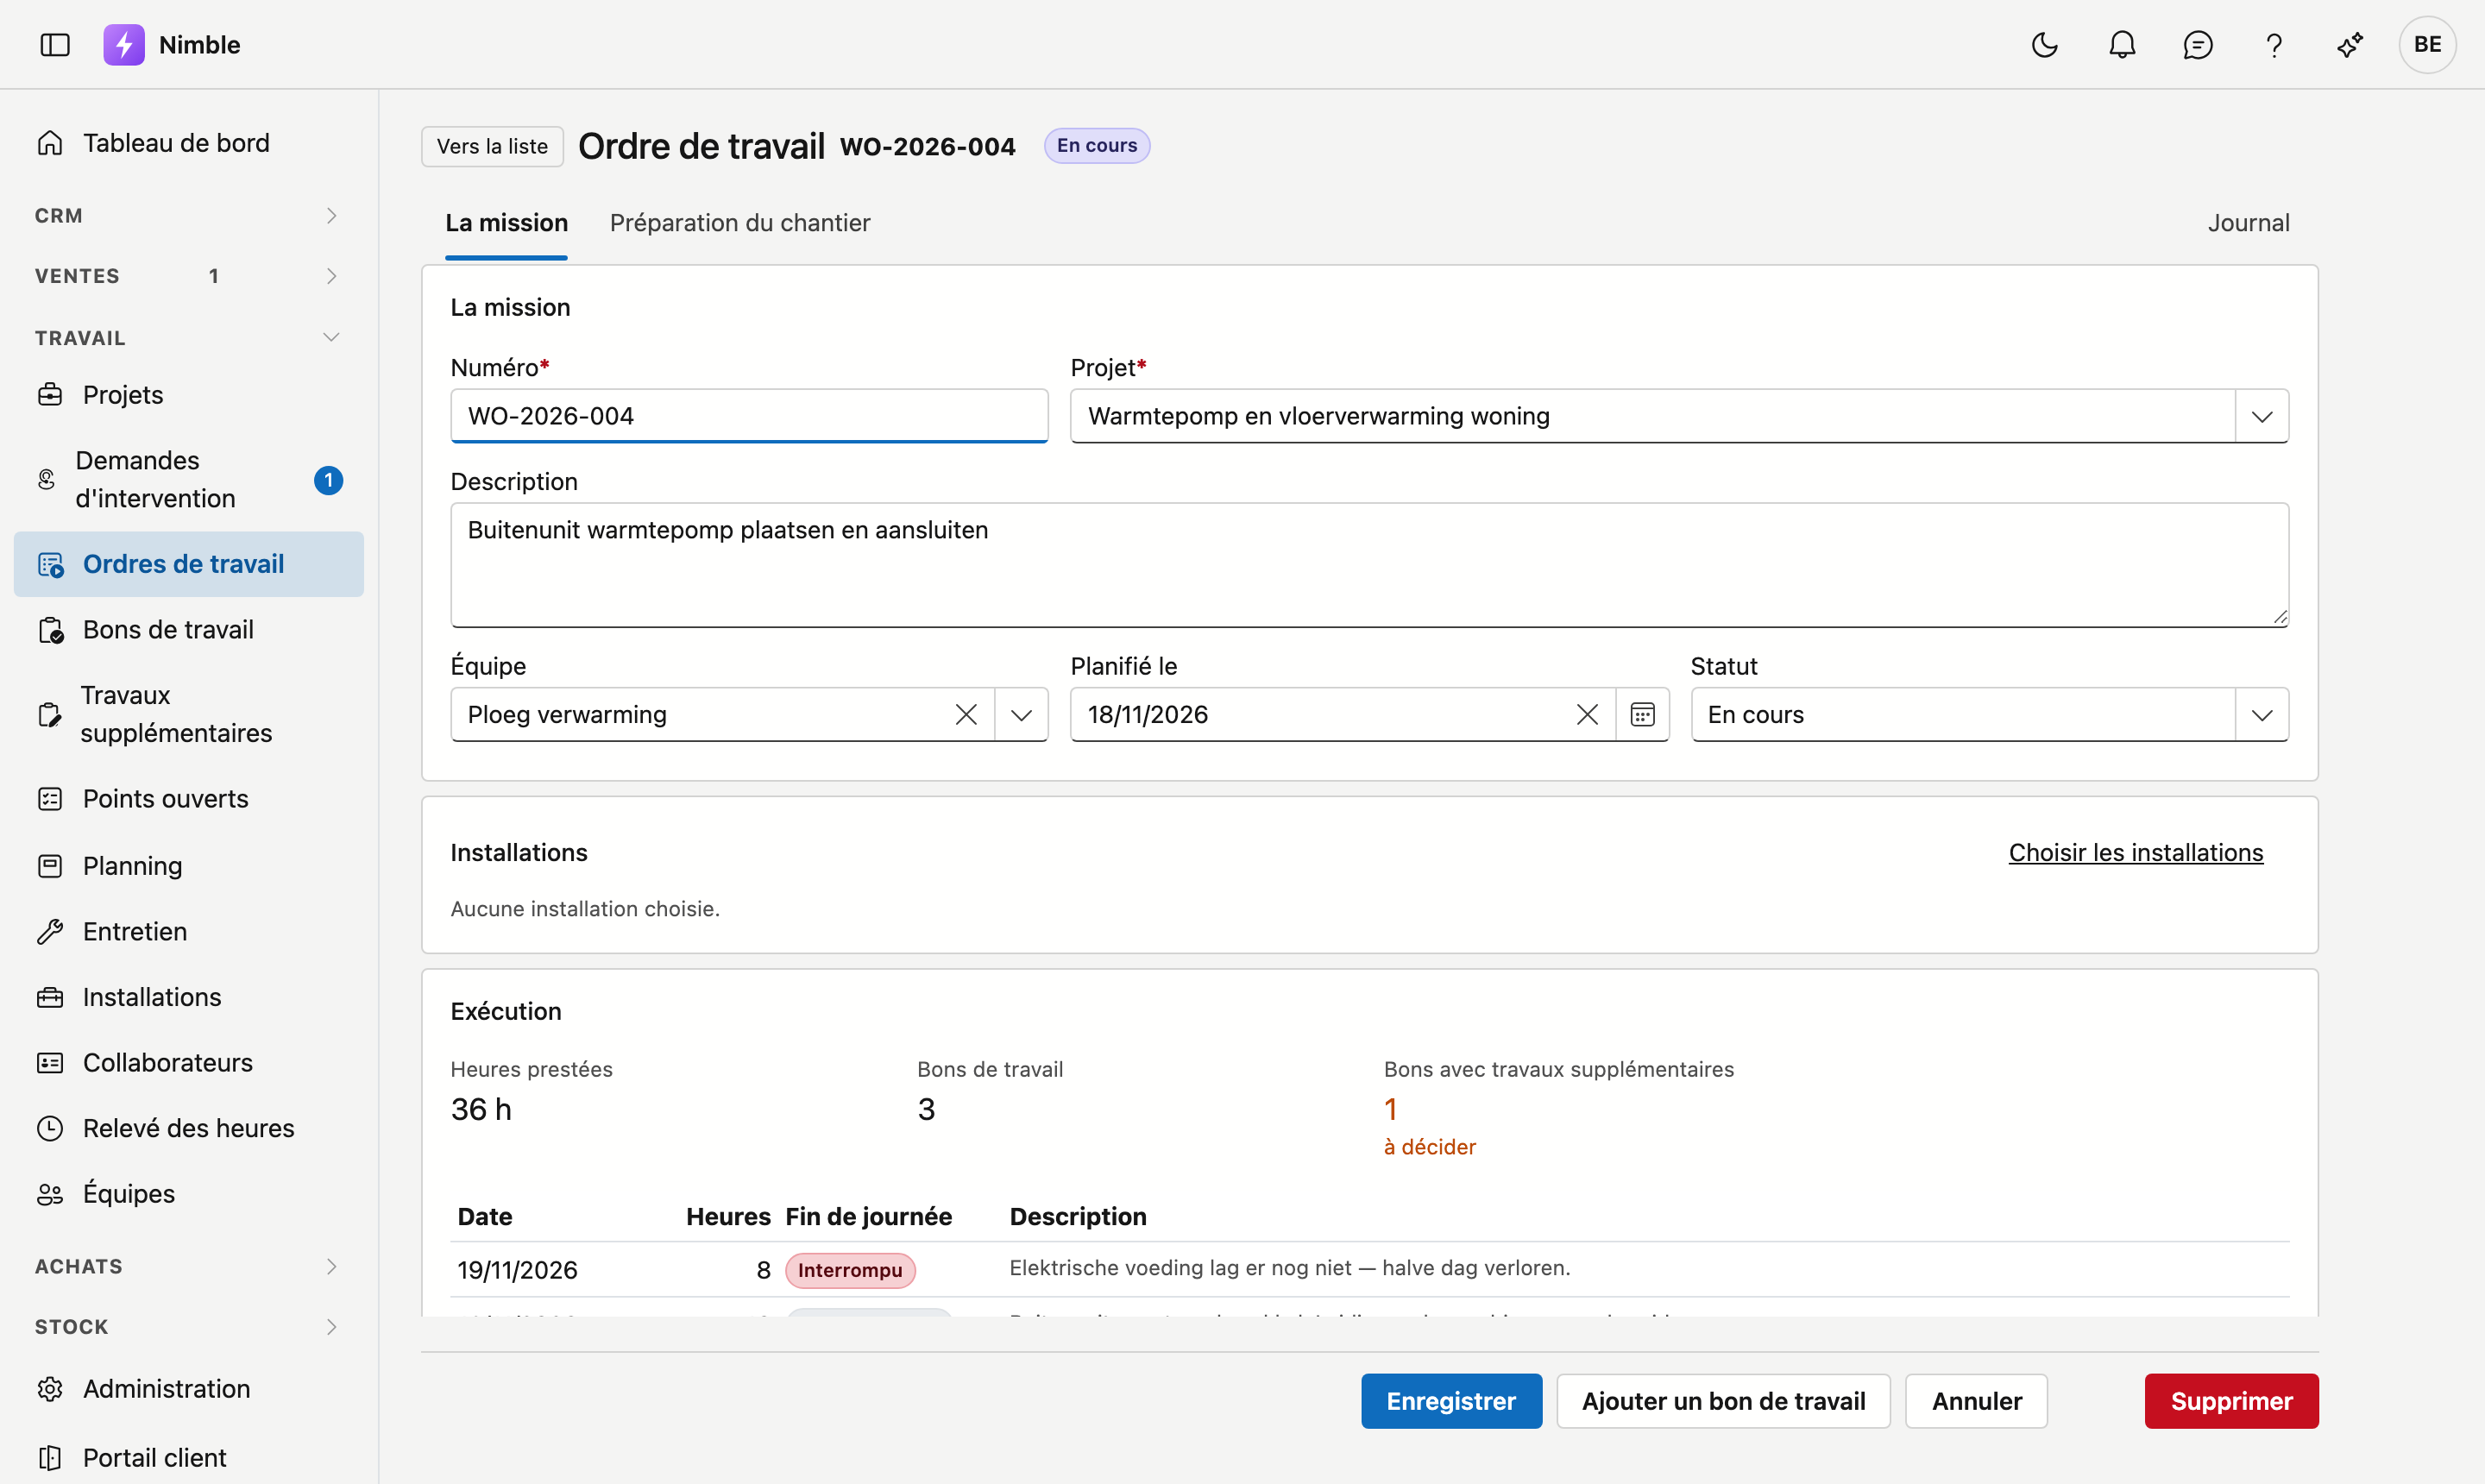 Nimble
BE
Tableau de bord
CRM
VENTES 1
TRAVAIL
Projets
Demandes
d'intervention
1
Ordres de travail
Bons de travail
Travaux
supplémentaires
Points ouverts
Planning
Entretien
Installations
Collaborateurs
Relevé des heures
Équipes
ACHATS
STOCK
Administration
Portail client
Vers la liste
Ordre de travail WO-2026-004
En cours
La mission
Préparation du chantier
Journal
La mission
Numéro*
Projet*
WO-2026-004
Warmtepomp en vloerverwarming woning
Description
Buitenunit warmtepomp plaatsen en aansluiten
Équipe
Planifié le
Statut
Ploeg verwarming
18/11/2026
En cours
Installations
Choisir les installations
Aucune installation choisie.
Exécution
Heures prestées
Bons de travail
Bons avec travaux supplémentaires
36 h
3
1
à décider
Date Heures Fin de journée Description
19/11/2026 8 Interrompu Elektrische voeding lag er nog niet — halve dag verloren.
Enregistrer
Ajouter un bon de travail
Annuler
Supprimer